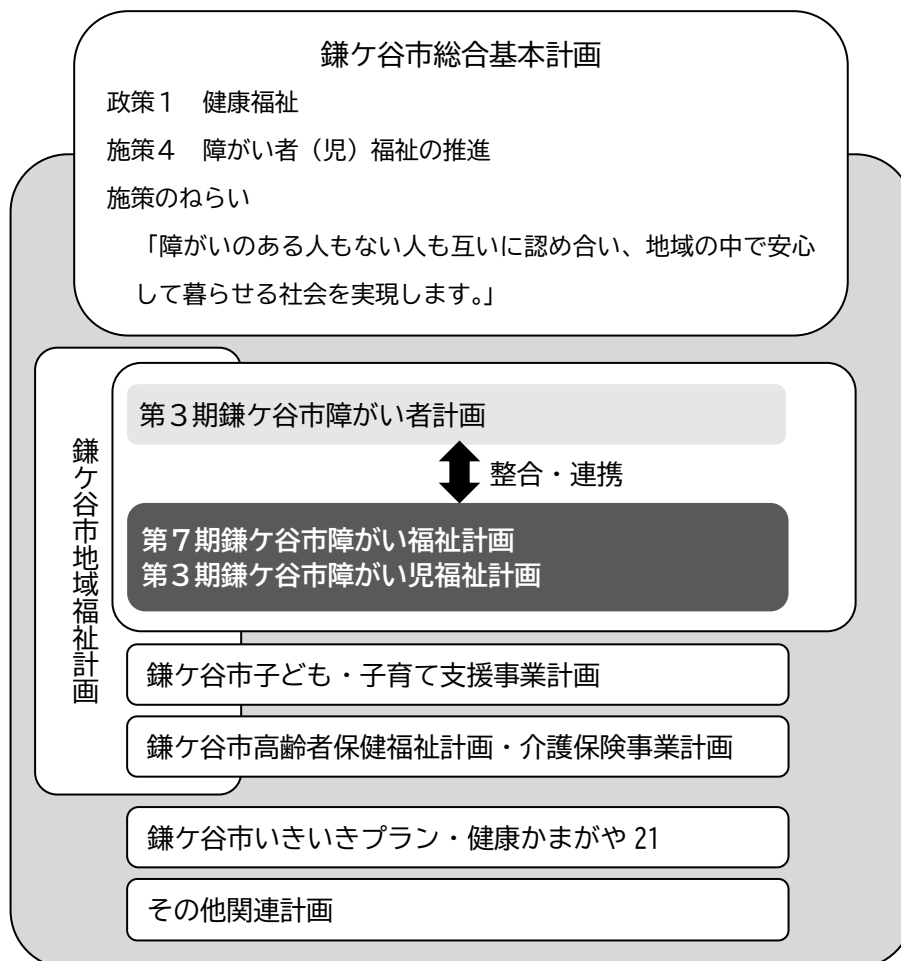 鎌ケ谷市総合基本計画
政策１　健康福祉
施策４　障がい者（児）福祉の推進
施策のねらい
「障がいのある人もない人も互いに認め合い、地域の中で安心
して暮らせる社会を実現します。」
鎌ケ谷市地域福祉計画
第３期鎌ケ谷市障がい者計画
整合・連携
第７期鎌ケ谷市障がい福祉計画
第３期鎌ケ谷市障がい児福祉計画
鎌ケ谷市子ども・子育て支援事業計画
鎌ケ谷市高齢者保健福祉計画・介護保険事業計画
鎌ケ谷市いきいきプラン・健康かまがや 21
その他関連計画